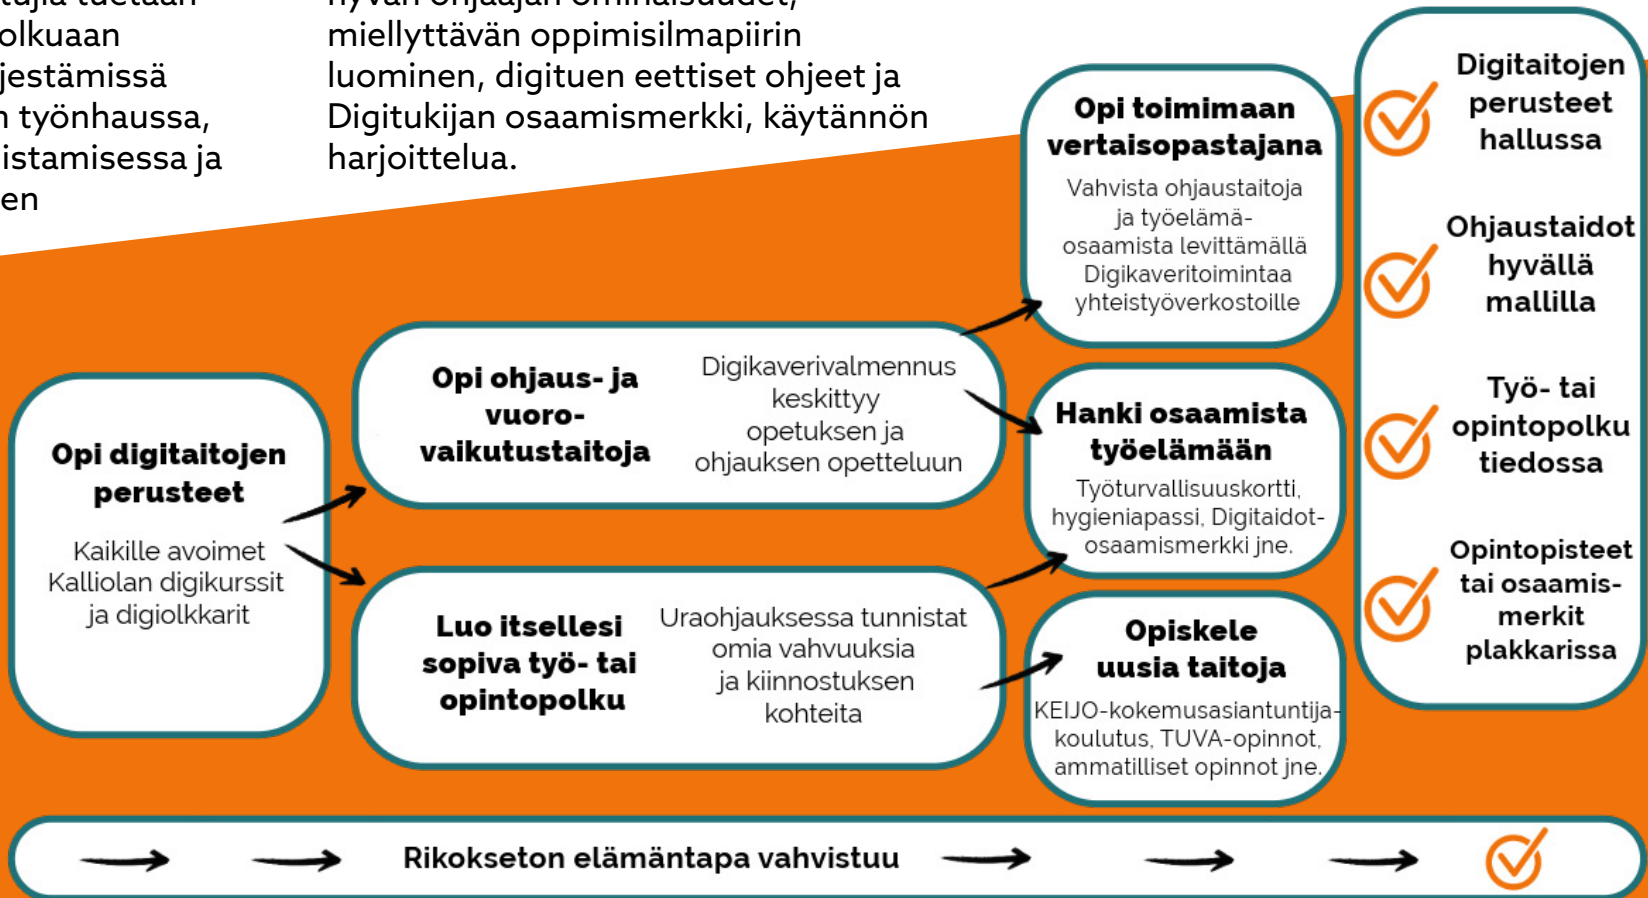 olkuaan
jestämissä
n työnhaussa,
istamisessa ja
en
miellyttävän oppimisilmapiirin
luominen, digituen eettiset ohjeet ja
Digitukijan osaamismerkki, käytännön
harjoittelua.
Opi digitaitojen
perusteet
Kaikille avoimet
Kalliolan digikurssit
ja digiolkkarit
Opi ohjaus- ja
vuoro-
vaikutustaitoja
Digikaverivalmennus
keskittyy
opetuksen ja
ohjauksen opetteluun
Luo itsellesi
sopiva työ- tai
opintopolku
Uraohjauksessa tunnistat
omia vahvuuksia
ja kiinnostuksen
kohteita
Opi toimimaan
vertaisopastajana
Vahvista ohjaustaitoja
ja työelämä-
osaamista levittämällä
Digikaveritoimintaa
yhteistyöverkostoille
Hanki osaamista
työelämään
Työturvallisuuskortti,
hygieniapassi, Digitaidot-
osaamismerkki jne.
Opiskele
uusia taitoja
KEIJO-kokemusasiantuntija-
koulutus, TUVA-opinnot,
ammatilliset opinnot jne.
Digitaitojen
perusteet
hallussa
Ohjaustaidot
hyvällä
mallilla
Työ- tai
opintopolku
tiedossa
Opintopisteet
tai osaamis-
merkit
plakkarissa
Rikokseton elämäntapa vahvistuu